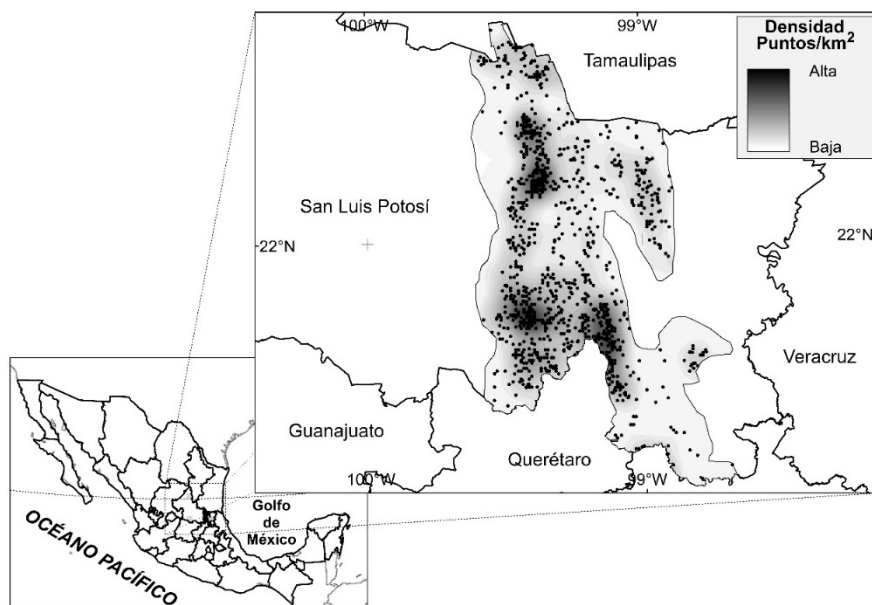 100°W
99°W
Densidad
Puntos/km²
Alta
Baja
Tamaulipas
San Luis Potosí
22°N
22°N
Veracruz
Guanajuato
Querétaro
100°W
99°W
Golfo
de
México
OCÉANO PACÍFICO